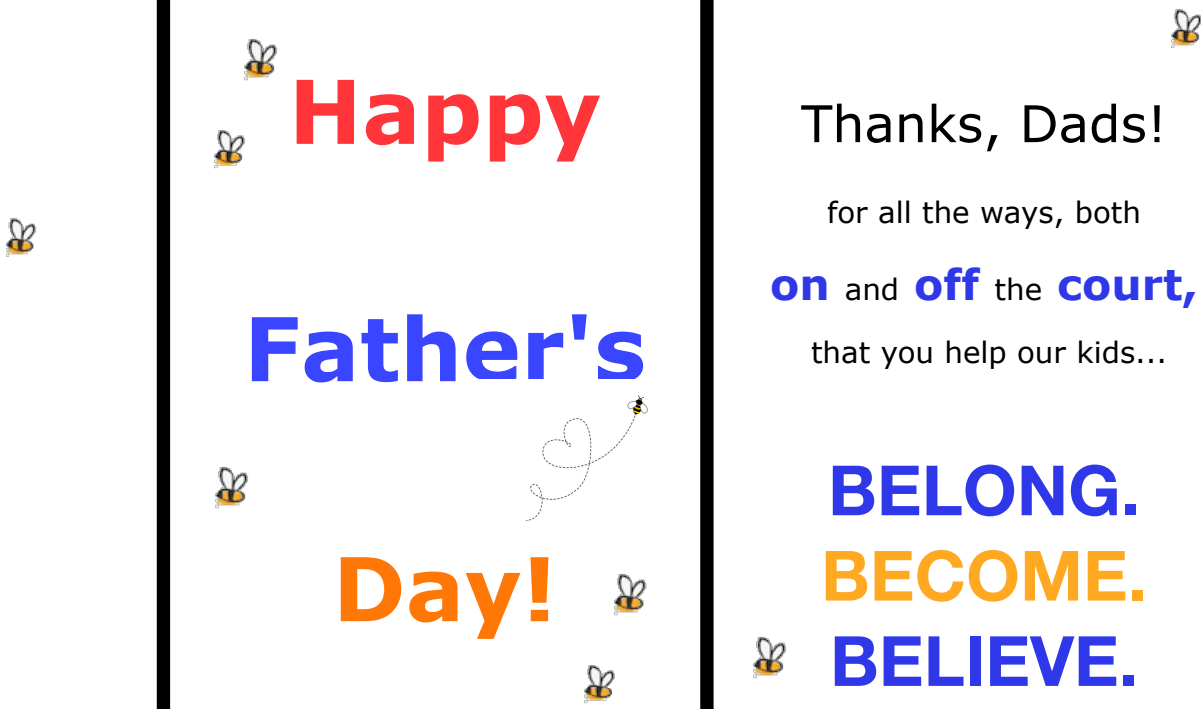 Happy
Father's
Day!
Thanks, Dads!
for all the ways, both
on and off the court,
that you help our kids...
BELONG.
BECOME.
BELIEVE.